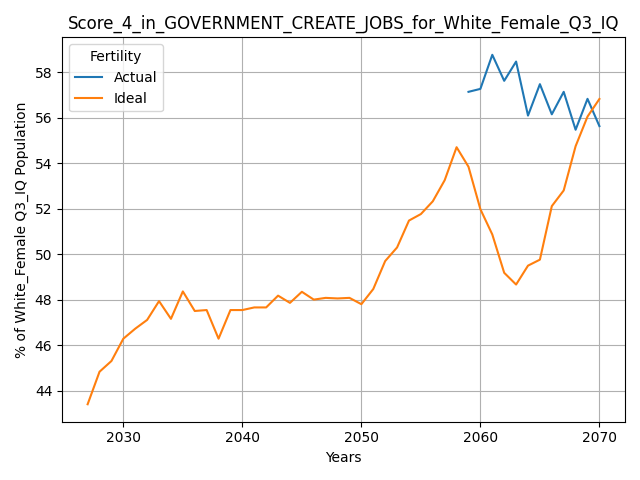 Score_4_in_GOVERNMENT_CREATE_JOBS_for_White_Female_Q3_IQ
Fertility
Actual
Ideal
% of White_Female Q3_IQ Population
58
56
54
52
50
48
46
44
2030 2040 2050 2060 2070
Years